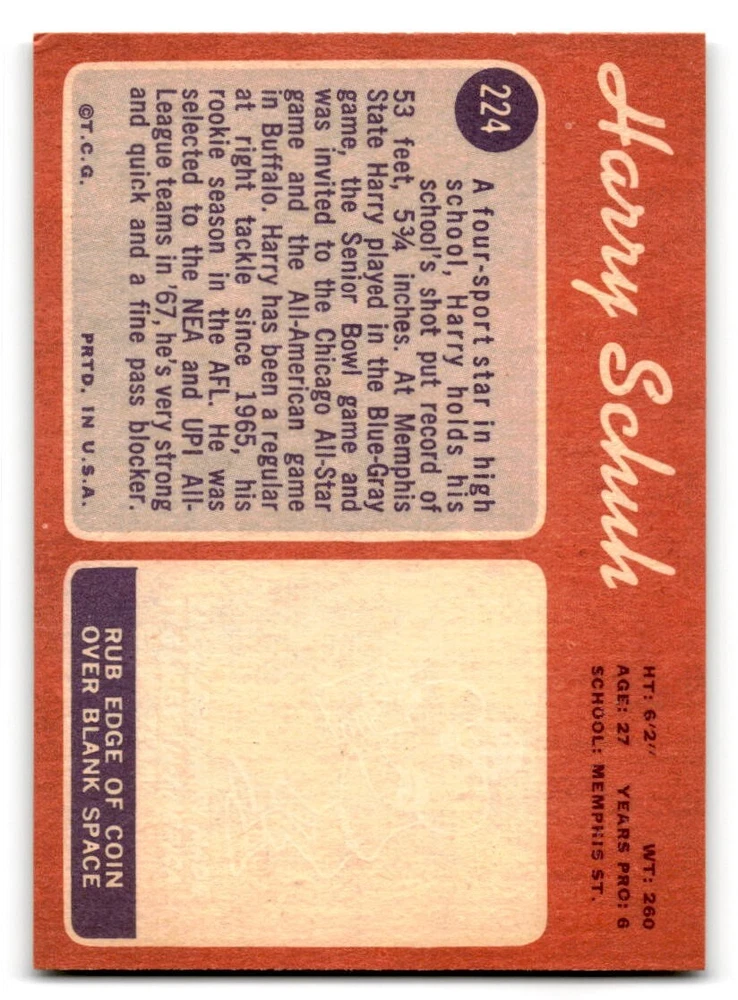 Harry Schuh
HT: 6'2" WT: 260
AGE: 27 YEARS PRO: 6
SCHOOL: MEMPHIS ST.
224
A four-sport star in high
school, Harry holds his
school's shot put record of
53 feet, 5¾ inches. At Memphis
State Harry played in the Blue-Gray
game, the Senior Bowl game and
was invited to the Chicago All-Star
game and the All-American game
in Buffalo. Harry has been a regular
at right tackle since 1965, his
rookie season in the AFL. He was
selected to the NEA and UPI All-
League teams in '67, he's very strong
and quick and a fine pass blocker.
©T.C.G. PRTD. IN U.S.A.
RUB EDGE OF COIN
OVER BLANK SPACE